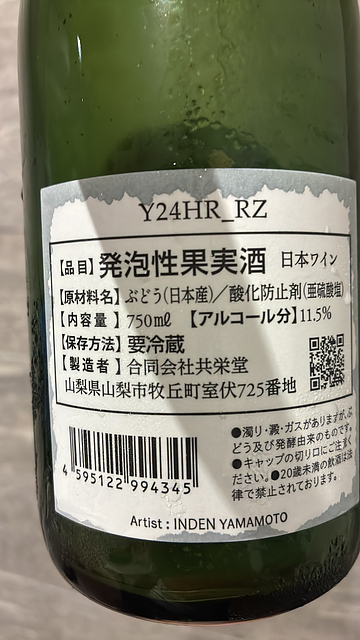 Y24HR_RZ
【品目】発泡性果実酒 日本ワイン
【原材料名】ぶどう(日本産)／酸化防止剤(亜硫酸塩)
【内容量】750㎖ 【アルコール分】11.5%
【保存方法】要冷蔵
【製造者】合同会社共栄堂
山梨県山梨市牧丘町室伏725番地
●濁り・澱・ガスがありますが、ぶ
どう及び発酵由来のものです。
●キャップの切り口にご注意く
ださい。●20歳未満の飲酒は法
律で禁止されております。
4 595122 994345
Artist : INDEN YAMAMOTO